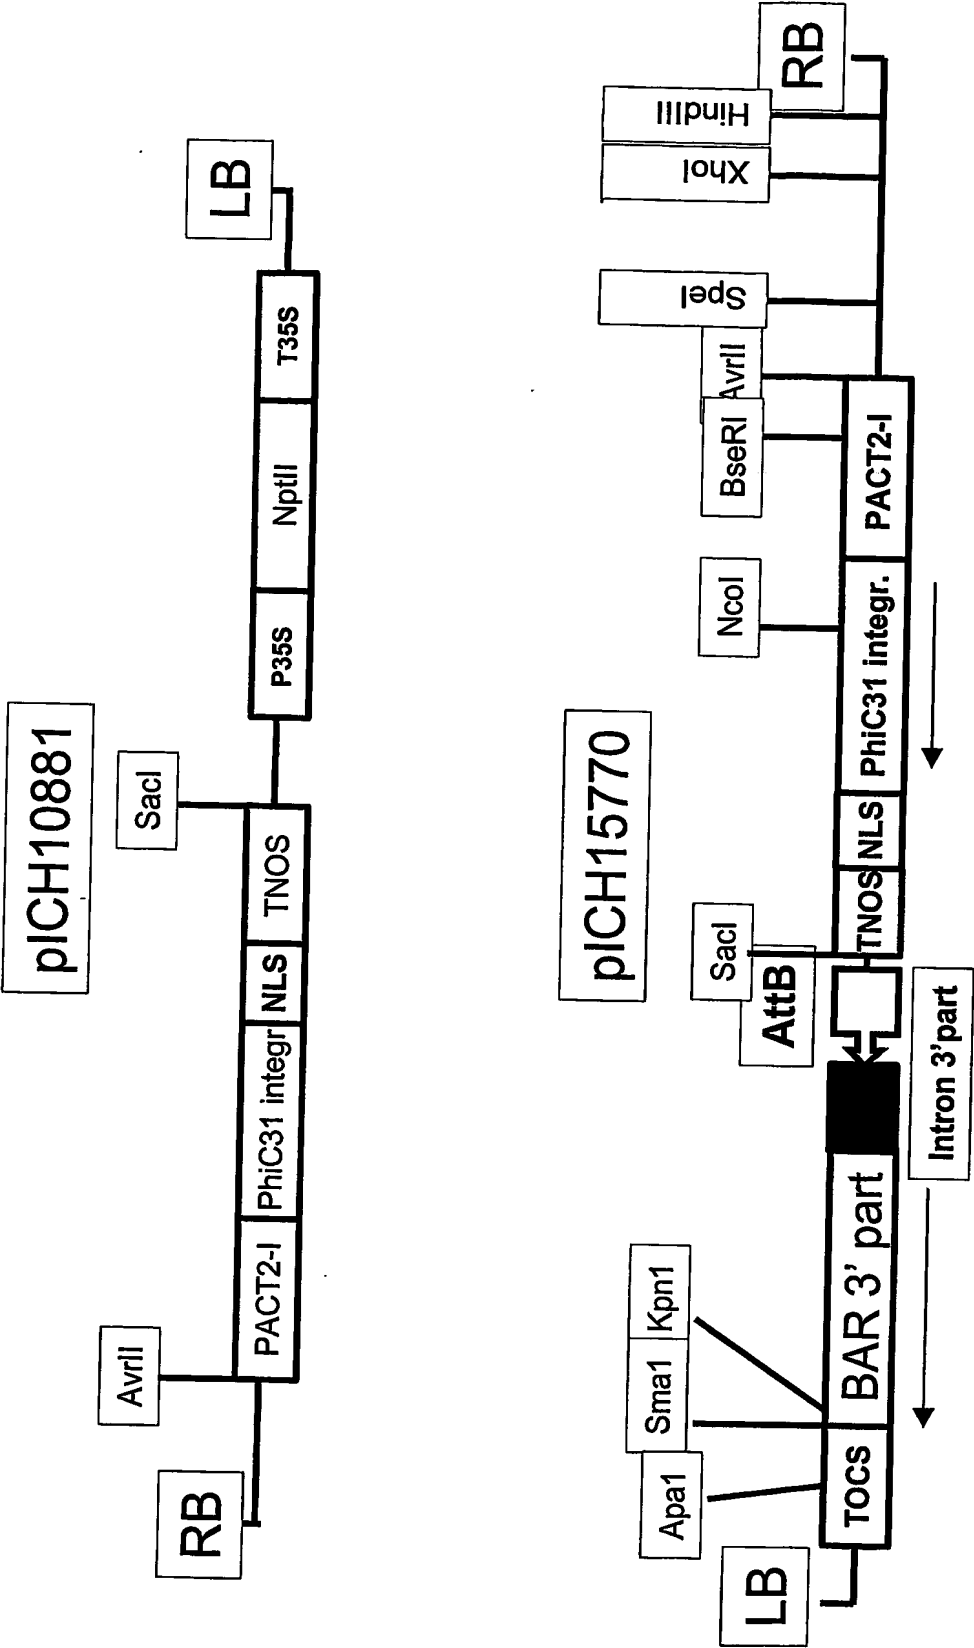 pICH10881
AvrII
SacI
RB
PACT2-I
PhiC31 integr
NLS
TNOS
P35S
NptII
T35S
LB
pICH15770
Apa1
Sma1
Kpn1
SacI
AttB
NcoI
BseRI
AvrII
SpeI
XhoI
HindIII
LB
TOCS
BAR 3' part
TNOS
NLS
PhiC31 integr.
PACT2-I
RB
Intron 3'part